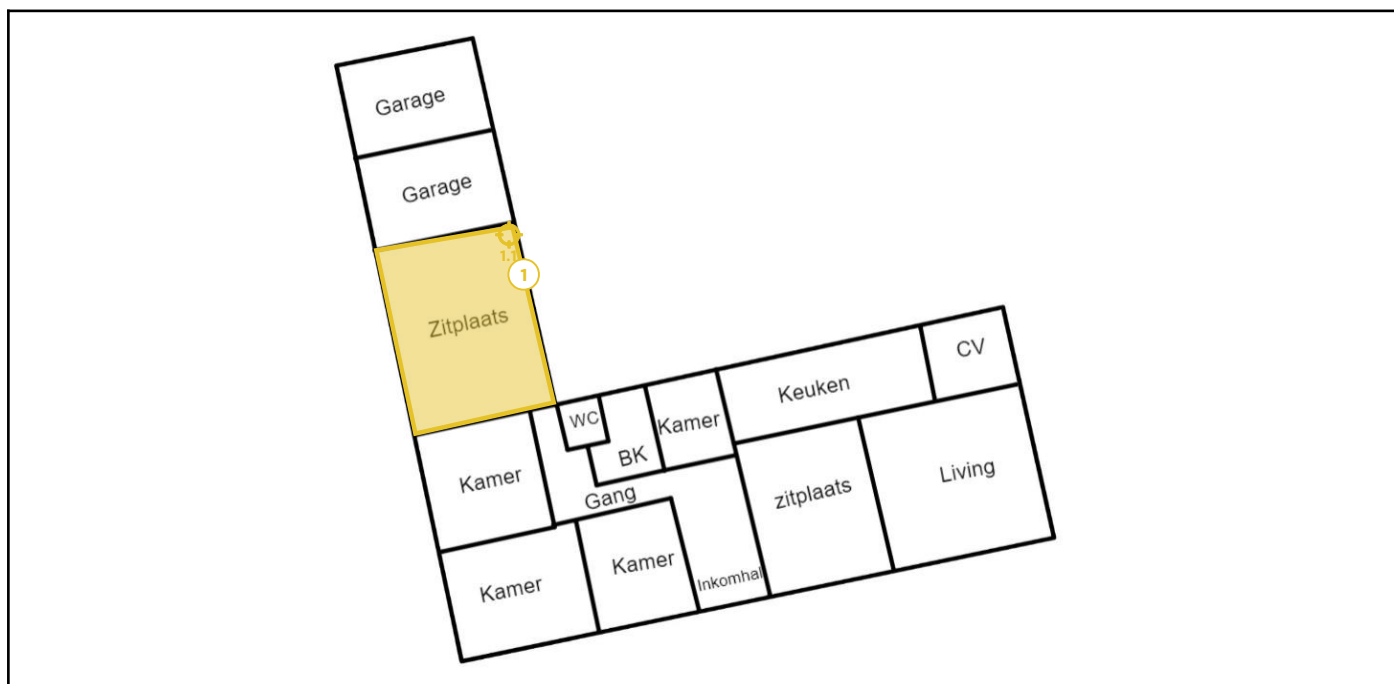 Garage
Garage
1.1
1
Zitplaats
CV
Keuken
WC
Kamer
BK
Living
Kamer
zitplaats
Gang
Kamer
Kamer
Inkomhal